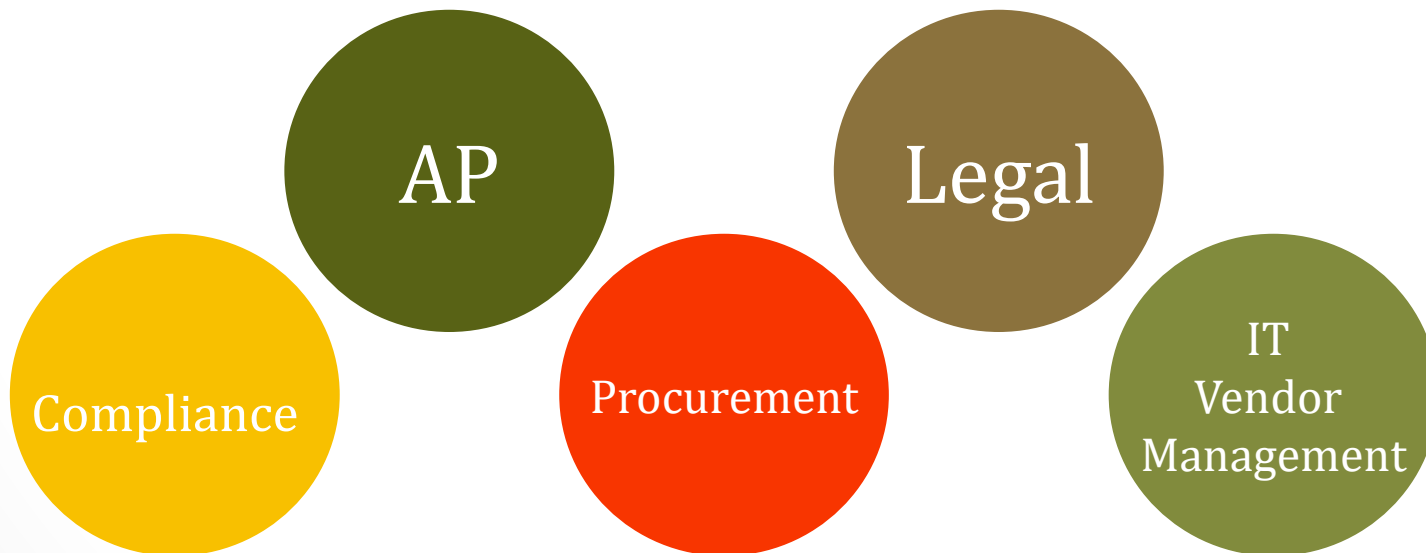 AP
Legal
Compliance
Procurement
IT
Vendor
Management